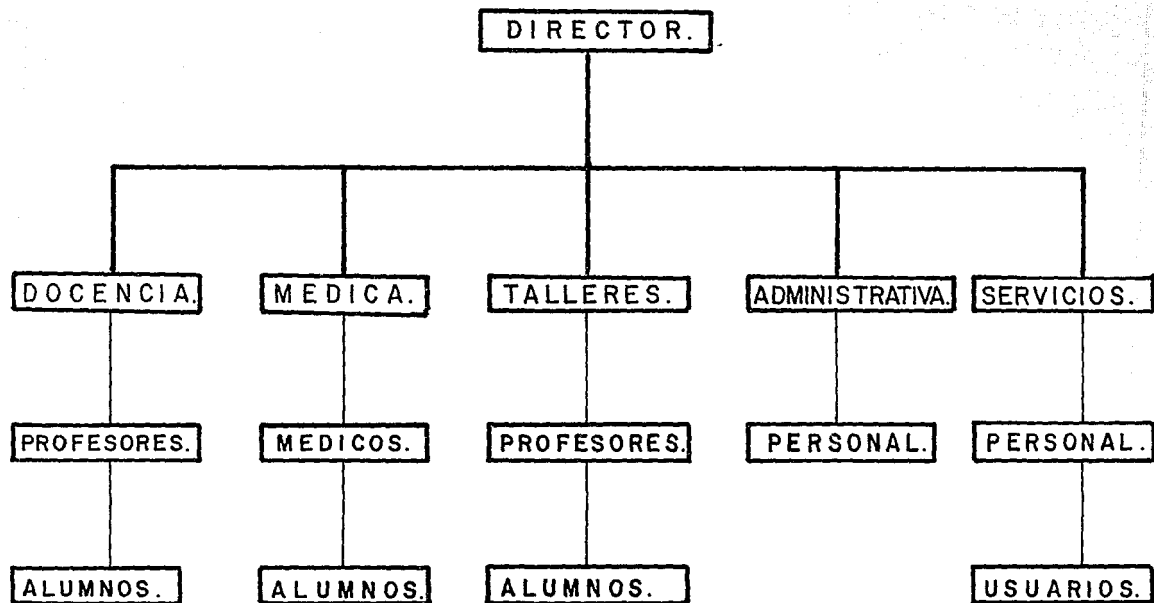 DIRECTOR.
DOCENCIA. MEDICA. TALLERES. ADMINISTRATIVA. SERVICIOS.
PROFESORES. MEDICOS. PROFESORES. PERSONAL. PERSONAL.
ALUMNOS. ALUMNOS. ALUMNOS. USUARIOS.